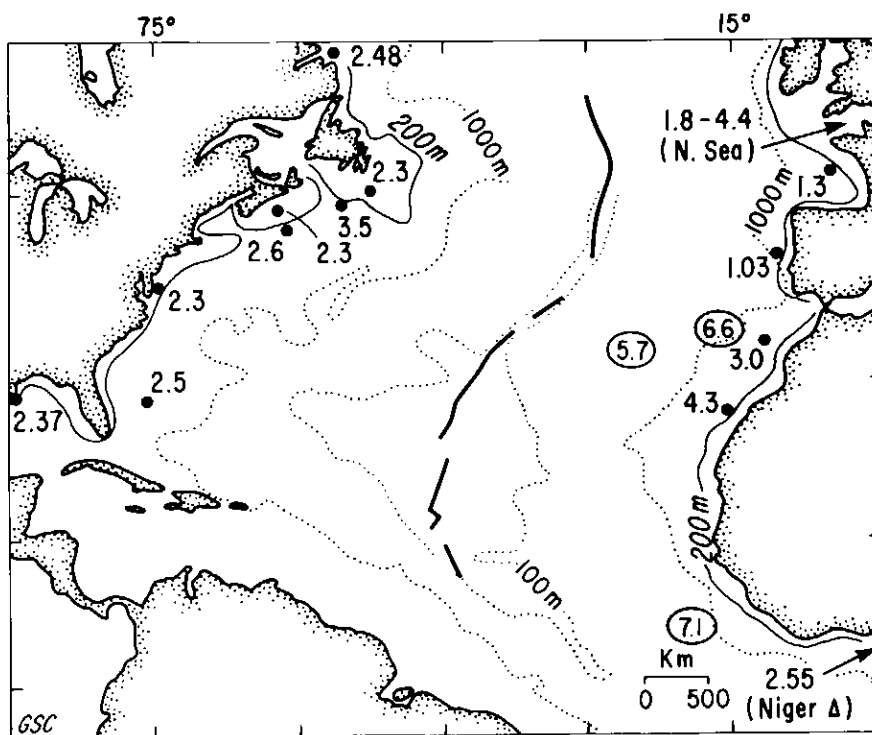 75°
15°
2.48
200m
1000m
1.8-4.4
(N. Sea)
2.3
1.3
3.5
1000m
2.6
2.3
1.03
2.3
6.6
5.7
3.0
2.5
4.3
2.37
200m
100m
7.1
Km
0 500
2.55
(Niger Δ)
GSC